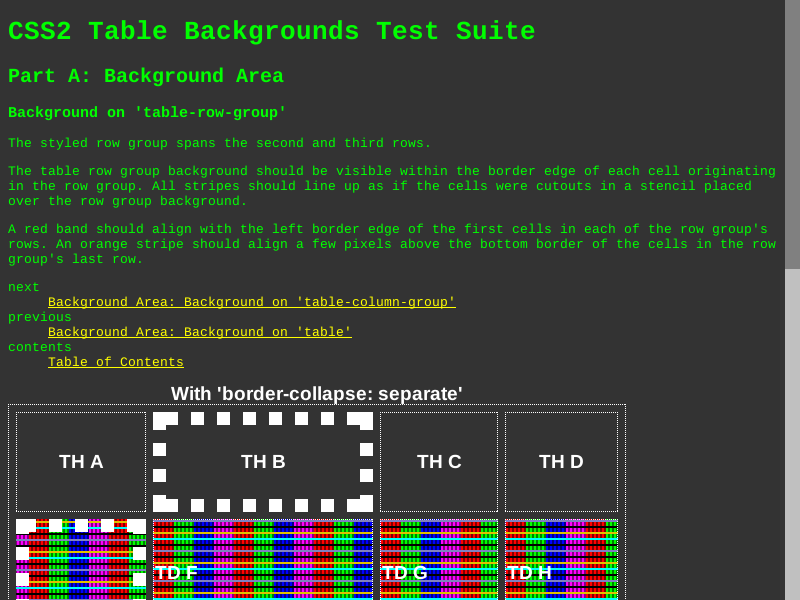 CSS2 Table Backgrounds Test Suite
Part A: Background Area
Background on 'table-row-group'
The styled row group spans the second and third rows.
The table row group background should be visible within the border edge of each cell originating
in the row group. All stripes should line up as if the cells were cutouts in a stencil placed
over the row group background.
A red band should align with the left border edge of the first cells in each of the row group's
rows. An orange stripe should align a few pixels above the bottom border of the cells in the row
group's last row.
next
Background Area: Background on 'table-column-group'
previous
Background Area: Background on 'table'
contents
Table of Contents
With 'border-collapse: separate'
TH A TH B TH C TH D
TD F TD G TD H